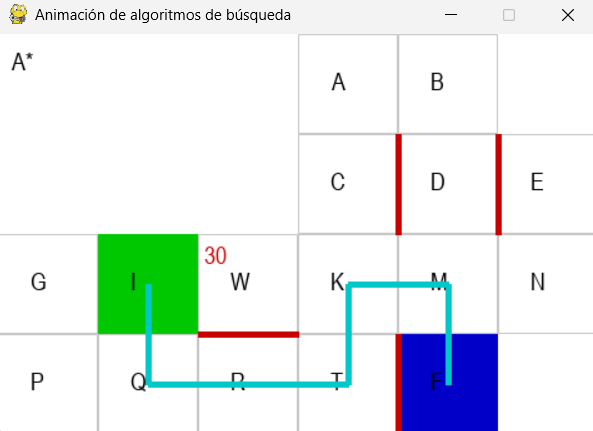 Animación de algoritmos de búsqueda
A*
A B
C D E
30
G I W K M N
P Q R T F